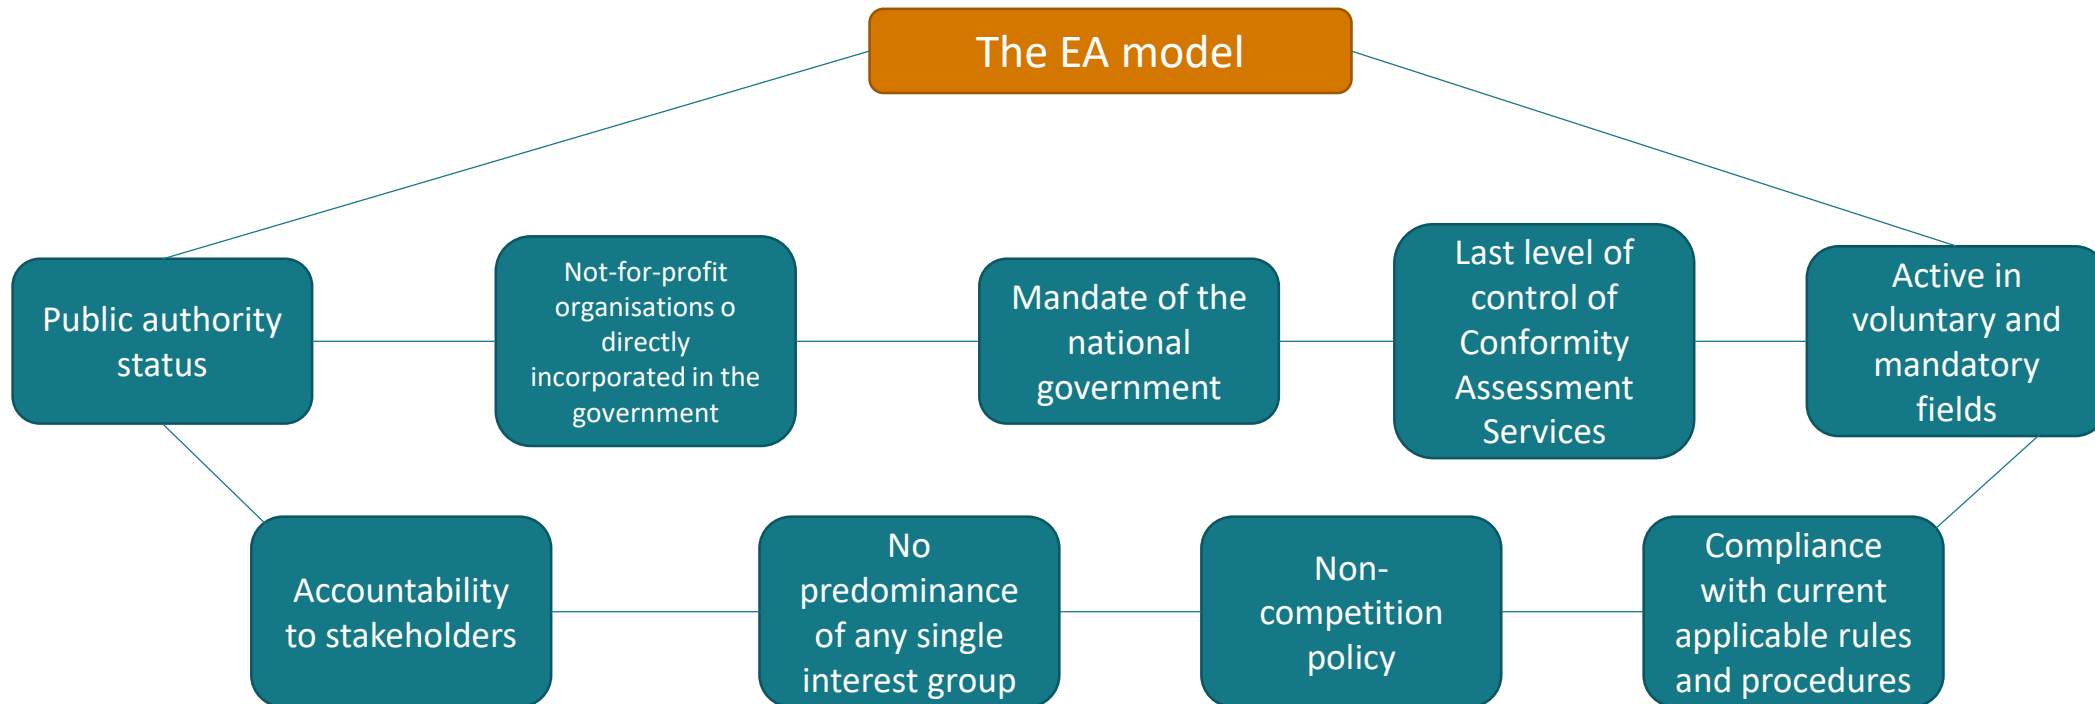 The EA model
Public authority
status
Not-for-profit
organisations o
directly
incorporated in the
government
Mandate of the
national
government
Last level of
control of
Conformity
Assessment
Services
Active in
voluntary and
mandatory
fields
Accountability
to stakeholders
No
predominance
of any single
interest group
Non-
competition
policy
Compliance
with current
applicable rules
and procedures